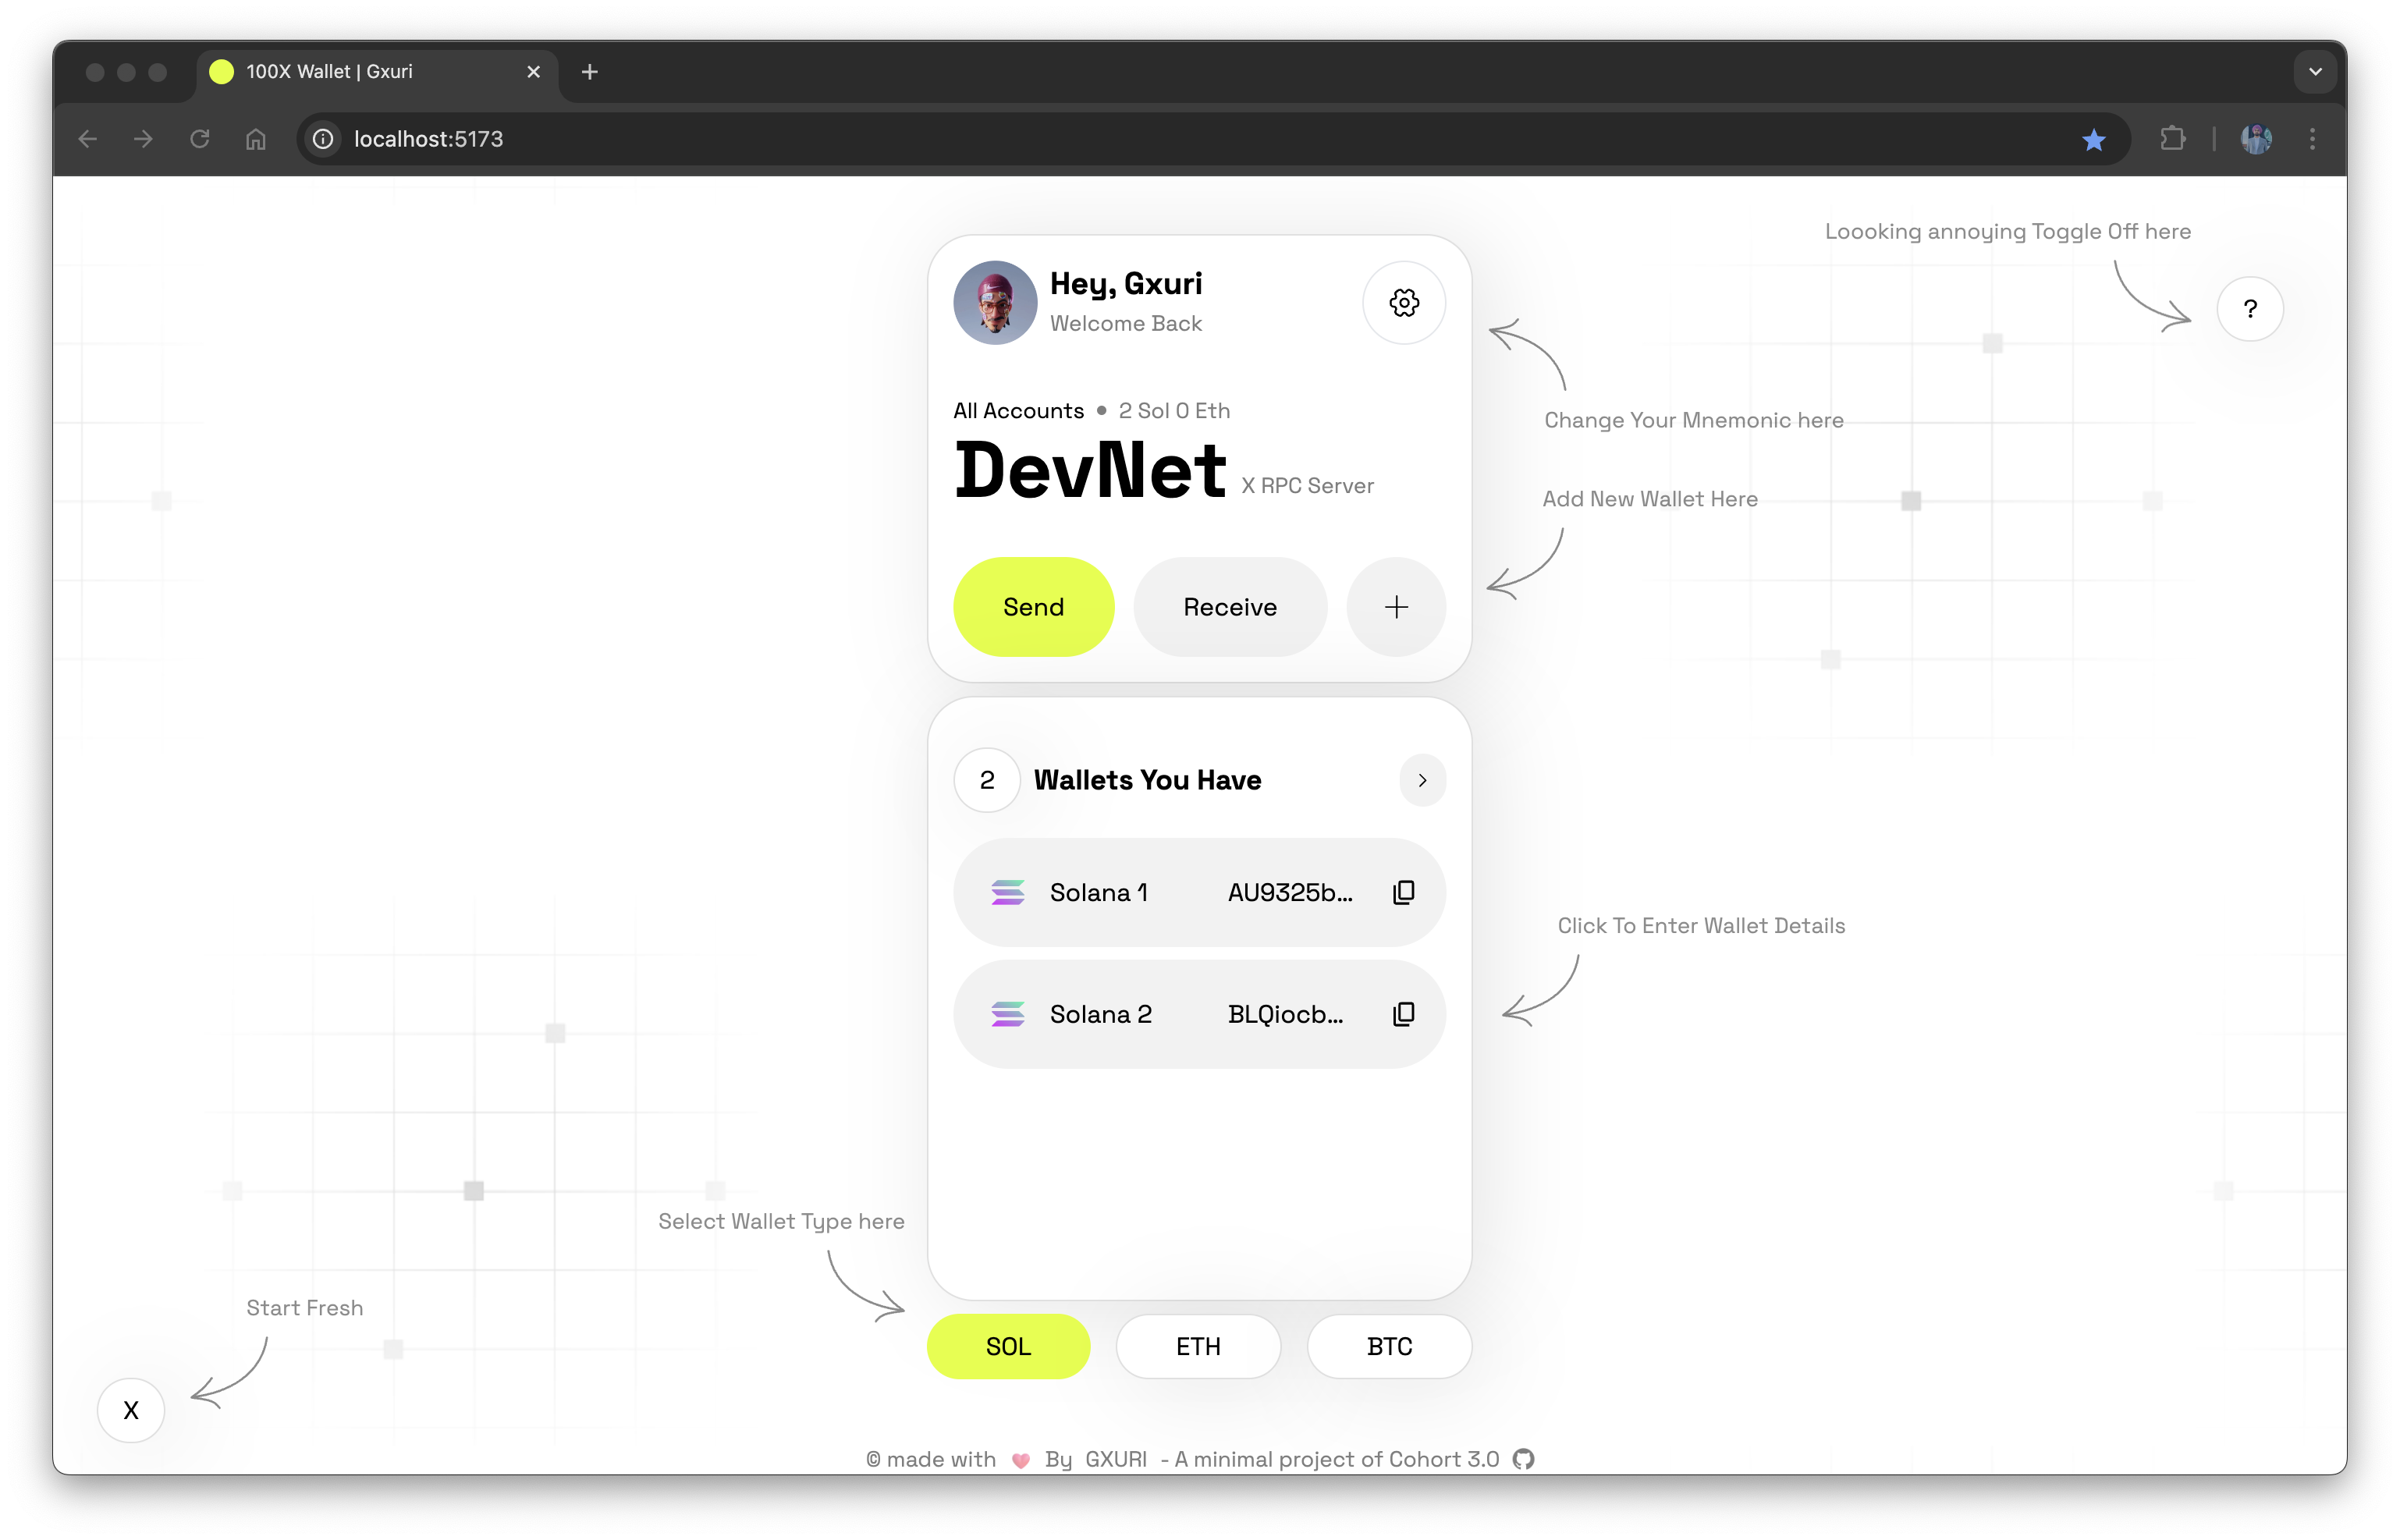 100X Wallet | Gxuri
localhost:5173
Loooking annoying Toggle Off here
?
Hey, Gxuri
Welcome Back
Change Your Mnemonic here
All Accounts • 2 Sol 0 Eth
DevNet X RPC Server
Add New Wallet Here
Send
Receive
+
2
Wallets You Have
Solana 1
AU9325b...
Solana 2
BLQiocb...
Click To Enter Wallet Details
Select Wallet Type here
SOL
ETH
BTC
Start Fresh
X
© made with By GXURI - A minimal project of Cohort 3.0